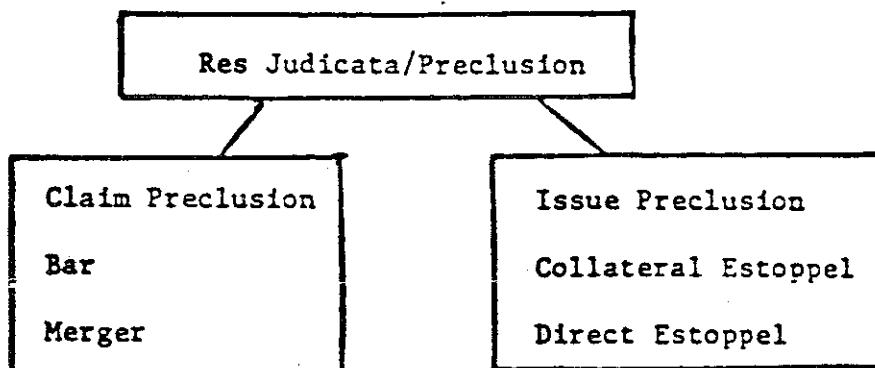 Res Judicata/Preclusion
Claim Preclusion
Bar
Merger
Issue Preclusion
Collateral Estoppel
Direct Estoppel